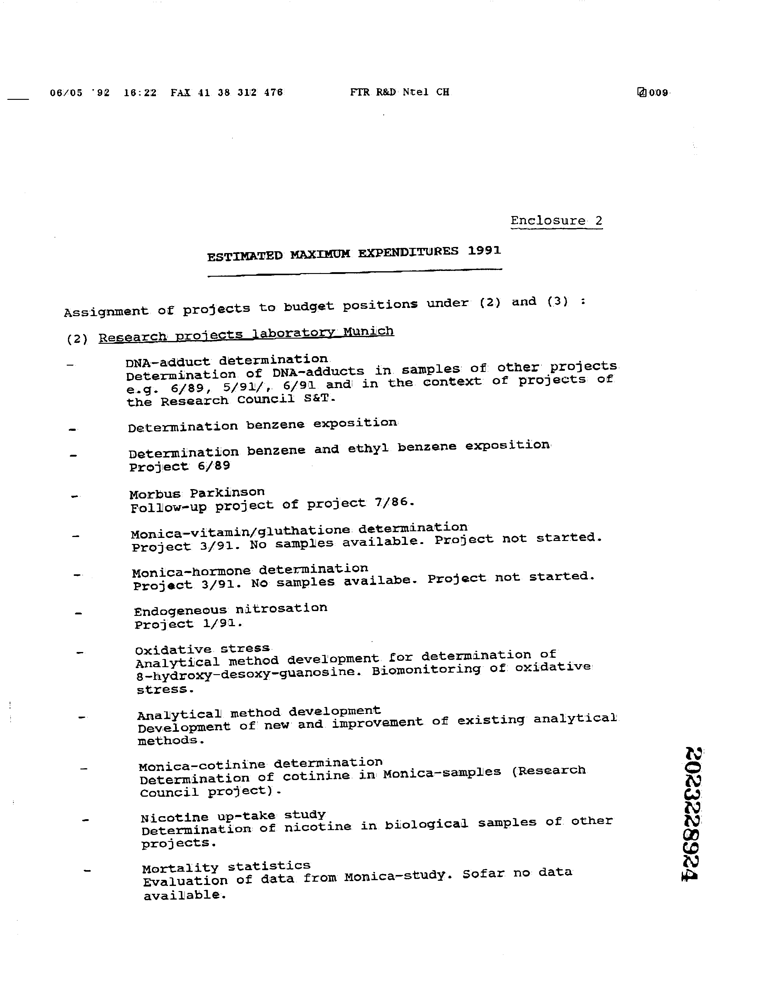 06/05 '92 16:22 FAX 41 38 312 476 FTR R&D Ntel CH 009
Enclosure 2
ESTIMATED MAXIMUM EXPENDITURES 1991
Assignment of projects to budget positions under (2) and (3) :
(2) Research projects laboratory Munich
- DNA-adduct determination
Determination of DNA-adducts in samples of other projects
e.g. 6/89, 5/91/, 6/91 and in the context of projects of
the Research Council S&T.
- Determination benzene exposition
- Determination benzene and ethyl benzene exposition
Project 6/89
- Morbus Parkinson
Follow-up project of project 7/86.
- Monica-vitamin/gluthatione determination
Project 3/91. No samples available. Project not started.
- Monica-hormone determination
Project 3/91. No samples availabe. Project not started.
- Endogeneous nitrosation
Project 1/91.
- Oxidative stress
Analytical method development for determination of
8-hydroxy-desoxy-guanosine. Biomonitoring of oxidative
stress.
- Analytical method development
Development of new and improvement of existing analytical
methods.
- Monica-cotinine determination
Determination of cotinine in Monica-samples (Research
Council project).
- Nicotine up-take study
Determination of nicotine in biological samples of other
projects.
- Mortality statistics
Evaluation of data from Monica-study. Sofar no data
available.
2023228924